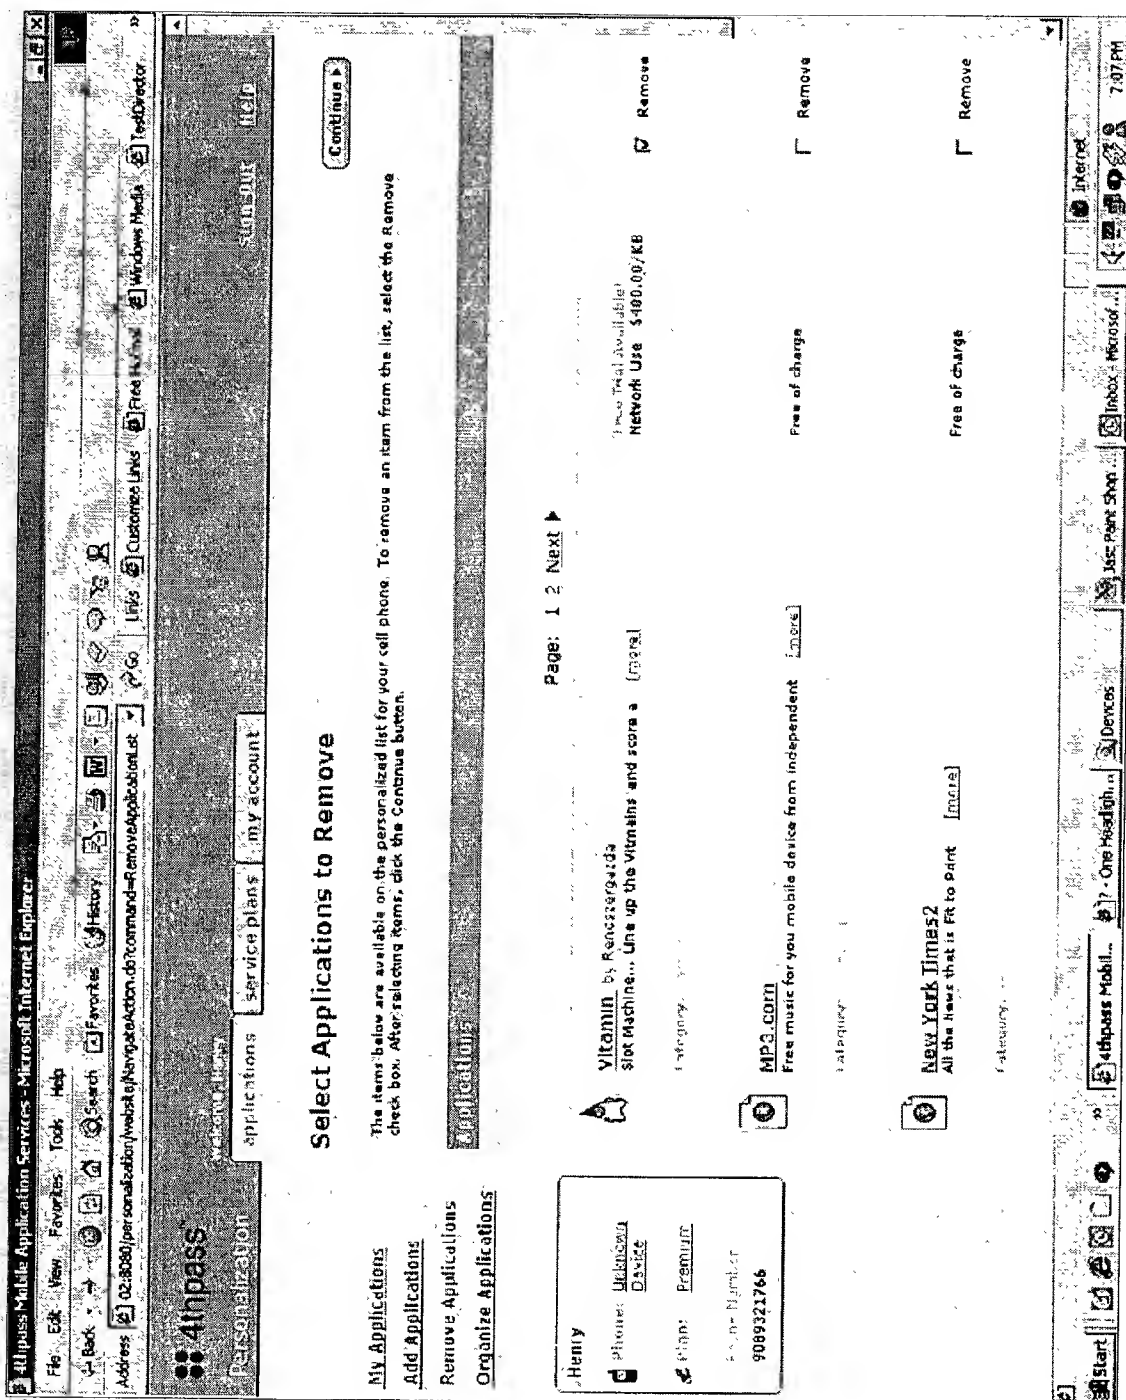 4thpass Mobile Application Services - Microsoft Internet Explorer
File Edit View Favorites Tools Help
Back Search Favorites History
Address 02:8080/personalization/website/NavigateAction.do?command=RemoveApplicationList Go Links Customize Links Free Hotmail Windows Media TestDirector
4thpass
Personalization
applications service plans my account sign out Help
My Applications
Add Applications
Remove Applications
Organize Applications
Select Applications to Remove
Continue
The items below are available on the personalized list for your cell phone. To remove an item from the list, select the Remove
check box. After selecting items, click the Continue button.
Applications
Page: 1 2 Next
Henry
Phone: Unknown
Device
Plan: Premium
Phone Number
9089321766
Vitamin by Rendszergazda
Slot Machine... Line up the Vitmains and score a [more]
Category:
Free Trial Available!
Network Use $400.00/KB
Remove
MP3.com
Free music for you mobile device from independent [more]
Category:
Free of charge
Remove
New York Times2
All the News that is Fit to Print [more]
Category:
Free of charge
Remove
Internet
Start 4thpass Mobil... ? - One Headligh... Devices Jasc Paint Shop ... Inbox - Microsof... 7:07 PM